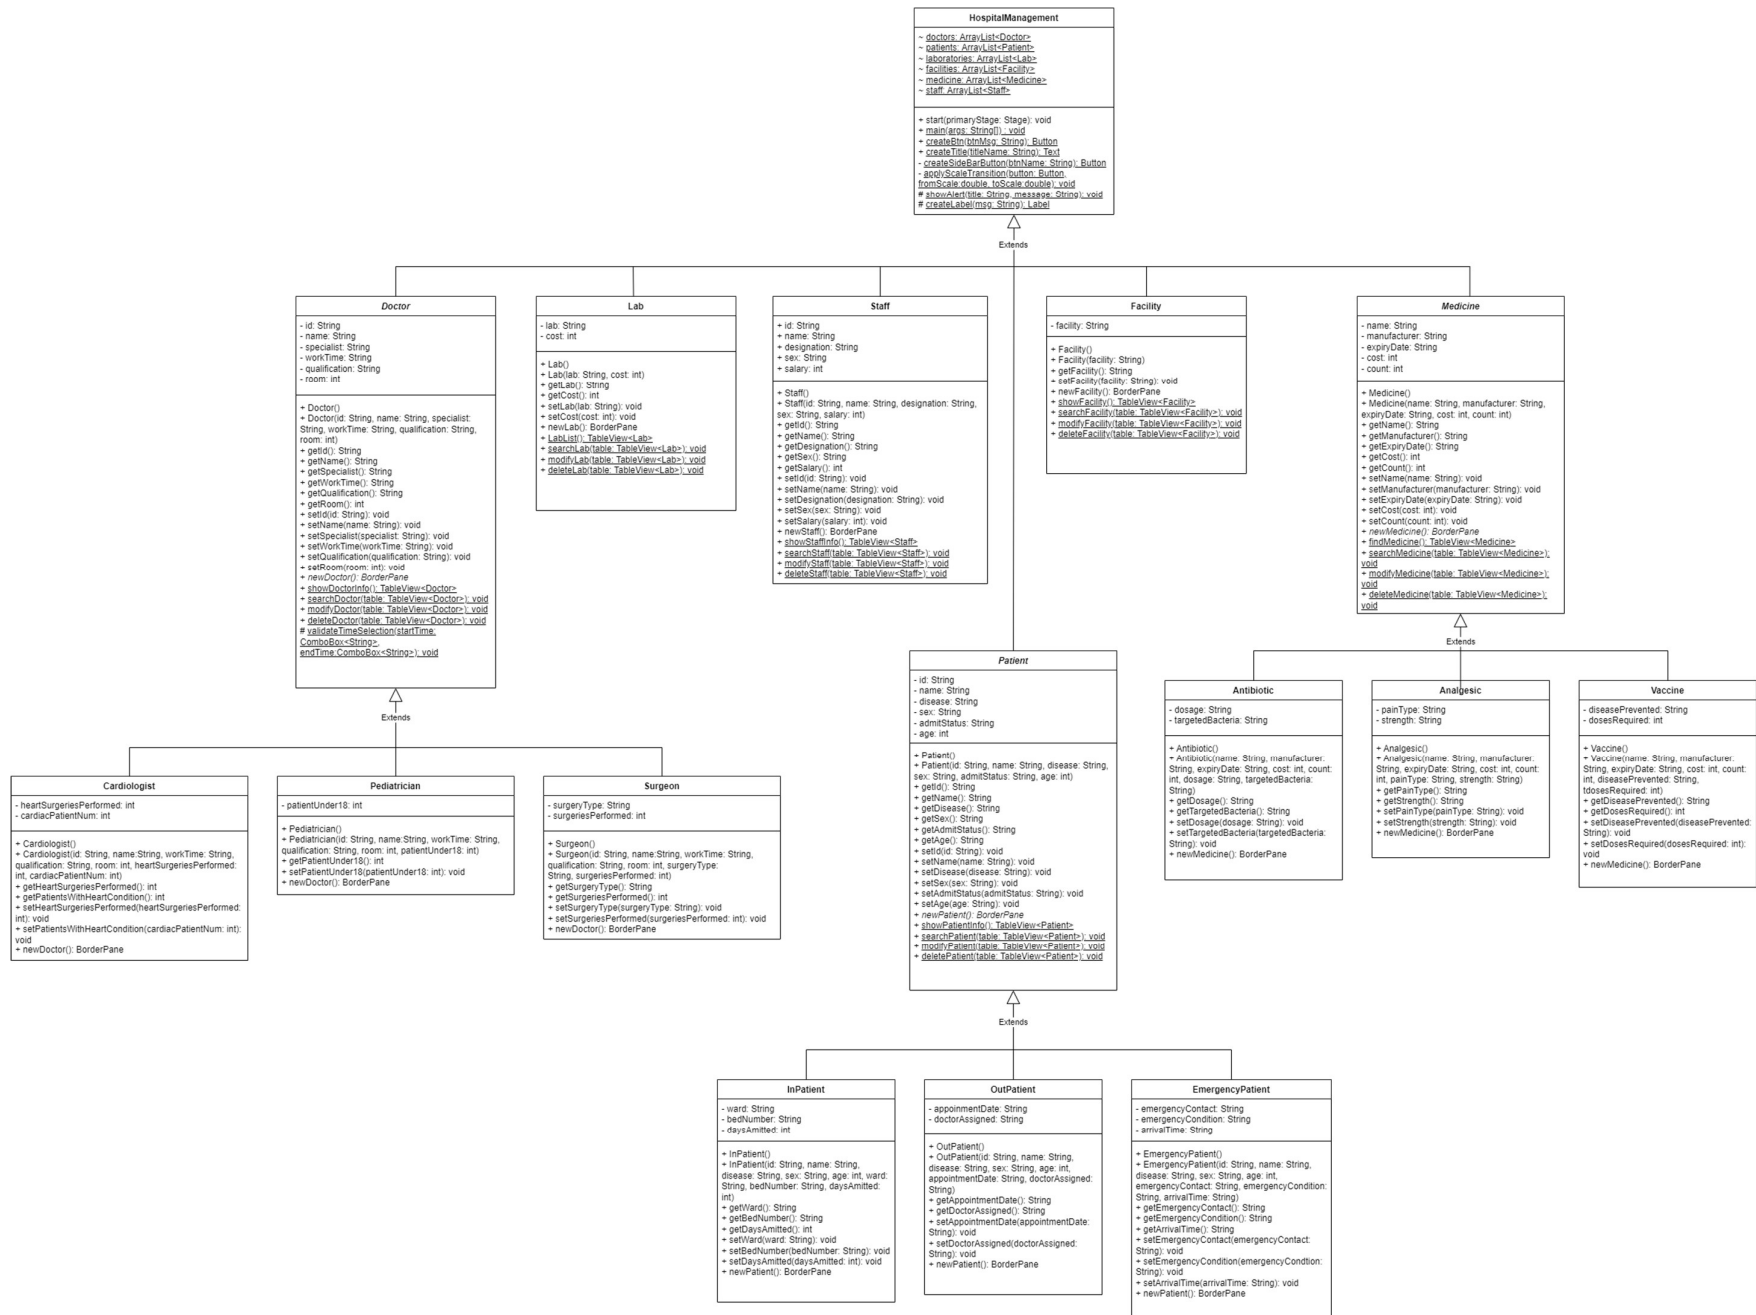 HospitalManagement
~ doctors: ArrayList<Doctor>
~ patients: ArrayList<Patient>
~ laboratories: ArrayList<Lab>
~ facilities: ArrayList<Facility>
~ medicine: ArrayList<Medicine>
~ staff: ArrayList<Staff>
+ start(primaryStage: Stage): void
+ main(args: String[]) : void
+ createBtn(btnMsg: String): Button
+ createTitle(titleName: String): Text
- createSideBarButton(btnName: String): Button
- applyScaleTransition(button: Button,
fromScale:double, toScale:double): void
# showAlert(title: String, message: String): void
# createLabel(msg: String): Label
Extends
Doctor
- id: String
- name: String
- specialist: String
- workTime: String
- qualification: String
- room: int
+ Doctor()
+ Doctor(id: String, name: String, specialist:
String, workTime: String, qualification: String,
room: int)
+ getId(): String
+ getName(): String
+ getSpecialist(): String
+ getWorkTime(): String
+ getQualification(): String
+ getRoom(): int
+ setId(id: String): void
+ setName(name: String): void
+ setSpecialist(specialist: String): void
+ setWorkTime(workTime: String): void
+ setQualification(qualification: String): void
+ setRoom(room: int): void
+ newDoctor(): BorderPane
+ showDoctorInfo(): TableView<Doctor>
+ searchDoctor(table: TableView<Doctor>): void
+ modifyDoctor(table: TableView<Doctor>): void
+ deleteDoctor(table: TableView<Doctor>): void
# validateTimeSelection(startTime:
ComboBox<String>,
endTime:ComboBox<String>): void
Lab
- lab: String
- cost: int
+ Lab()
+ Lab(lab: String, cost: int)
+ getLab(): String
+ getCost(): int
+ setLab(lab: String): void
+ setCost(cost: int): void
+ newLab(): BorderPane
+ LabList(): TableView<Lab>
+ searchLab(table: TableView<Lab>): void
+ modifyLab(table: TableView<Lab>): void
+ deleteLab(table: TableView<Lab>): void
Staff
+ id: String
+ name: String
+ designation: String
+ sex: String
+ salary: int
+ Staff()
+ Staff(id: String, name: String, designation: String,
sex: String, salary: int)
+ getId(): String
+ getName(): String
+ getDesignation(): String
+ getSex(): String
+ getSalary(): int
+ setId(id: String): void
+ setName(name: String): void
+ setDesignation(designation: String): void
+ setSex(sex: String): void
+ setSalary(salary: int): void
+ newStaff(): BorderPane
+ showStaffInfo(): TableView<Staff>
+ searchStaff(table: TableView<Staff>): void
+ modifyStaff(table: TableView<Staff>): void
+ deleteStaff(table: TableView<Staff>): void
Facility
- facility: String
+ Facility()
+ Facility(facility: String)
+ getFacility(): String
+ setFacility(facility: String): void
+ newFacility(): BorderPane
+ showFacility(): TableView<Facility>
+ searchFacility(table: TableView<Facility>): void
+ modifyFacility(table: TableView<Facility>): void
+ deleteFacility(table: TableView<Facility>): void
Medicine
- name: String
- manufacturer: String
- expiryDate: String
- cost: int
- count: int
+ Medicine()
+ Medicine(name: String, manufacturer: String,
expiryDate: String, cost: int, count: int)
+ getName(): String
+ getManufacturer(): String
+ getExpiryDate(): String
+ getCost(): int
+ getCount(): int
+ setName(name: String): void
+ setManufacturer(manufacturer: String): void
+ setExpiryDate(expiryDate: String): void
+ setCost(cost: int): void
+ setCount(count: int): void
+ newMedicine(): BorderPane
+ findMedicine(): TableView<Medicine>
+ searchMedicine(table: TableView<Medicine>):
void
+ modifyMedicine(table: TableView<Medicine>):
void
+ deleteMedicine(table: TableView<Medicine>):
void
Extends
Extends
Cardiologist
- heartSurgeriesPerformed: int
- cardiacPatientNum: int
+ Cardiologist()
+ Cardiologist(id: String, name:String, workTime: String,
qualification: String, room: int, heartSurgeriesPerformed:
int, cardiacPatientNum: int)
+ getHeartSurgeriesPerformed(): int
+ getPatientsWithHeartCondition(): int
+ setHeartSurgeriesPerformed(heartSurgeriesPerformed:
int): void
+ setPatientsWithHeartCondition(cardiacPatientNum: int):
void
+ newDoctor(): BorderPane
Pediatrician
- patientUnder18: int
+ Pediatrician()
+ Pediatrician(id: String, name:String, workTime: String,
qualification: String, room: int, patientUnder18: int)
+ getPatientUnder18(): int
+ setPatientUnder18(patientUnder18: int): void
+ newDoctor(): BorderPane
Surgeon
- surgeryType: String
- surgeriesPerformed: int
+ Surgeon()
+ Surgeon(id: String, name:String, workTime: String,
qualification: String, room: int, surgeryType:
String, surgeriesPerformed: int)
+ getSurgeryType(): String
+ getSurgeriesPerformed(): int
+ setSurgeryType(surgeryType: String): void
+ setSurgeriesPerformed(surgeriesPerformed: int): void
+ newDoctor(): BorderPane
Patient
- id: String
- name: String
- disease: String
- sex: String
- admitStatus: String
- age: int
+ Patient()
+ Patient(id: String, name: String, disease: String,
sex: String, admitStatus: String, age: int)
+ getId(): String
+ getName(): String
+ getDisease(): String
+ getSex(): String
+ getAdmitStatus(): String
+ getAge(): String
+ setId(id: String): void
+ setName(name: String): void
+ setDisease(disease: String): void
+ setSex(sex: String): void
+ setAdmitStatus(admitStatus: String): void
+ setAge(age: String): void
+ newPatient(): BorderPane
+ showPatientInfo(): TableView<Patient>
+ searchPatient(table: TableView<Patient>): void
+ modifyPatient(table: TableView<Patient>): void
+ deletePatient(table: TableView<Patient>): void
Antibiotic
- dosage: String
- targetedBacteria: String
+ Antibiotic()
+ Antibiotic(name: String, manufacturer:
String, expiryDate: String, cost: int, count:
int, dosage: String, targetedBacteria:
String)
+ getDosage(): String
+ getTargetedBacteria(): String
+ setDosage(dosage: String): void
+ setTargetedBacteria(targetedBacteria:
String): void
+ newMedicine(): BorderPane
Analgesic
- painType: String
- strength: String
+ Analgesic()
+ Analgesic(name: String, manufacturer:
String, expiryDate: String, cost: int, count:
int, painType: String, strength: String)
+ getPainType(): String
+ getStrength(): String
+ setPainType(painType: String): void
+ setStrength(strength: String): void
+ newMedicine(): BorderPane
Vaccine
- diseasePrevented: String
- dosesRequired: int
+ Vaccine()
+ Vaccine(name: String, manufacturer:
String, expiryDate: String, cost: int, count:
int, diseasePrevented: String,
tdosesRequired: int)
+ getDiseasePrevented(): String
+ getDosesRequired(): int
+ setDiseasePrevented(diseasePrevented:
String): void
+ setDosesRequired(dosesRequired: int):
void
+ newMedicine(): BorderPane
Extends
InPatient
- ward: String
- bedNumber: String
- daysAmitted: int
+ InPatient()
+ InPatient(id: String, name: String,
disease: String, sex: String, age: int, ward:
String, bedNumber: String, daysAmitted:
int)
+ getWard(): String
+ getBedNumber(): String
+ getDaysAmitted(): int
+ setWard(ward: String): void
+ setBedNumber(bedNumber: String): void
+ setDaysAmitted(daysAmitted: int): void
+ newPatient(): BorderPane
OutPatient
- appoinmentDate: String
- doctorAssigned: String
+ OutPatient()
+ OutPatient(id: String, name: String,
disease: String, sex: String, age: int,
appointmentDate: String, doctorAssigned:
String)
+ getAppointmentDate(): String
+ getDoctorAssigned(): String
+ setAppointmentDate(appointmentDate:
String): void
+ setDoctorAssigned(doctorAssigned:
String): void
+ newPatient(): BorderPane
EmergencyPatient
- emergencyContact: String
- emergencyCondition: String
- arrivalTime: String
+ EmergencyPatient()
+ EmergencyPatient(id: String, name: String,
disease: String, sex: String, age: int,
emergencyContact: String, emergencyCondition:
String, arrivalTime: String)
+ getEmergencyContact(): String
+ getEmergencyCondition(): String
+ getArrivalTime(): String
+ setEmergencyContact(emergencyContact:
String): void
+ setEmergencyCondition(emergencyCondtion:
String): void
+ setArrivalTime(arrivalTime: String): void
+ newPatient(): BorderPane